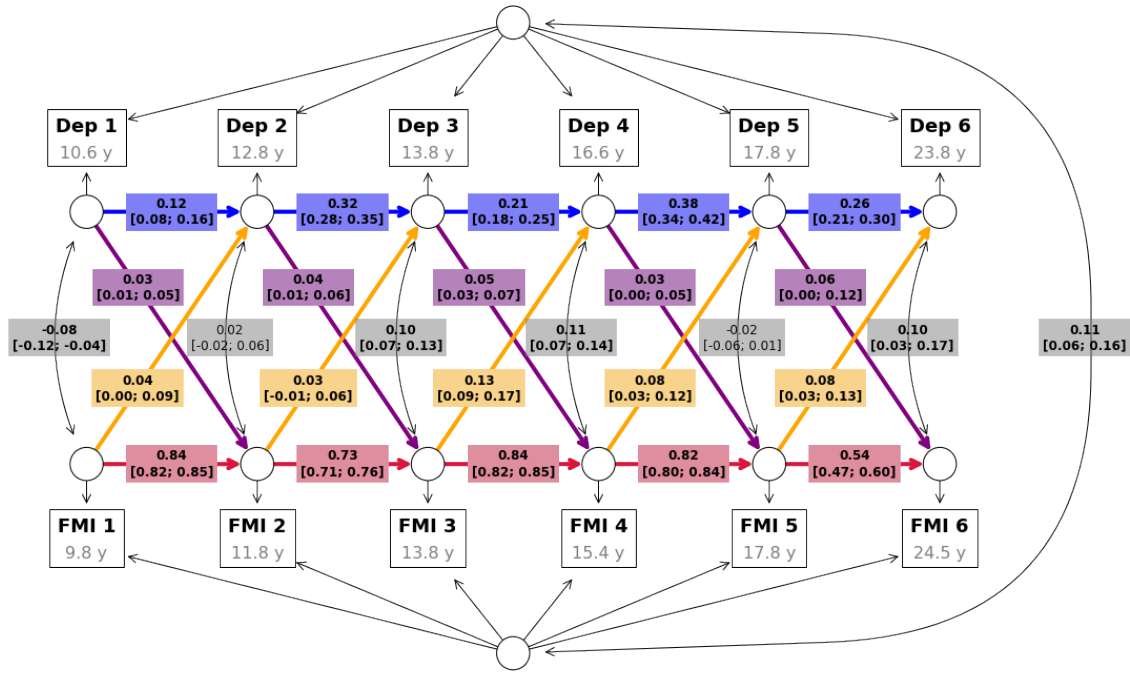 Dep 1
10.6 y
Dep 2
12.8 y
Dep 3
13.8 y
Dep 4
16.6 y
Dep 5
17.8 y
Dep 6
23.8 y
0.12
[0.08; 0.16]
0.32
[0.28; 0.35]
0.21
[0.18; 0.25]
0.38
[0.34; 0.42]
0.26
[0.21; 0.30]
0.03
[0.01; 0.05]
0.04
[0.01; 0.06]
0.05
[0.03; 0.07]
0.03
[0.00; 0.05]
0.06
[0.00; 0.12]
-0.08
[-0.12; -0.04]
0.02
[-0.02; 0.06]
0.10
[0.07; 0.13]
0.11
[0.07; 0.14]
-0.02
[-0.06; 0.01]
0.10
[0.03; 0.17]
0.11
[0.06; 0.16]
0.04
[0.00; 0.09]
0.03
[-0.01; 0.06]
0.13
[0.09; 0.17]
0.08
[0.03; 0.12]
0.08
[0.03; 0.13]
0.84
[0.82; 0.85]
0.73
[0.71; 0.76]
0.84
[0.82; 0.85]
0.82
[0.80; 0.84]
0.54
[0.47; 0.60]
FMI 1
9.8 y
FMI 2
11.8 y
FMI 3
13.8 y
FMI 4
15.4 y
FMI 5
17.8 y
FMI 6
24.5 y